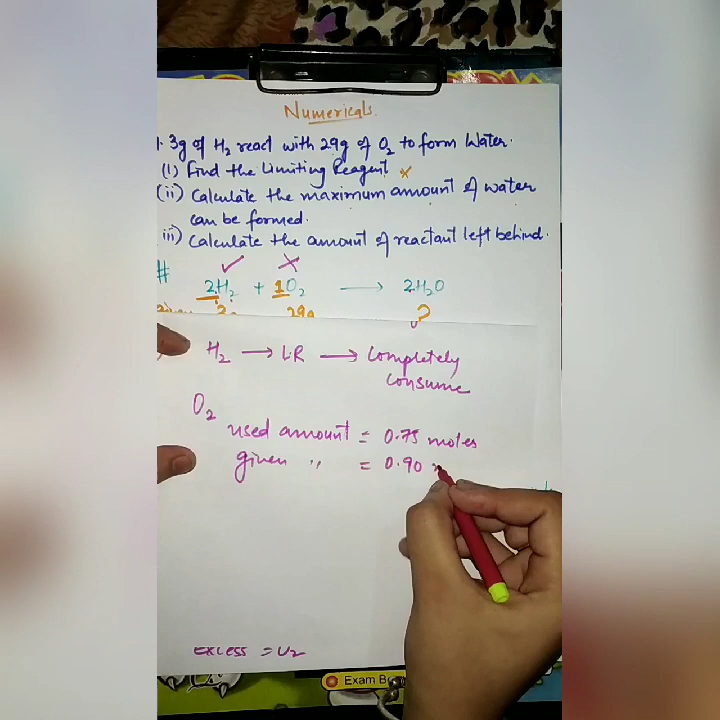 Numericals.
1. 3g of H₂ react with 29g of O₂ to form Water.
(i) Find the Limiting Reagent ×
(ii) Calculate the maximum amount of water
can be formed.
iii) Calculate the amount of reactant left behind.
# 2H₂ + 1O₂ → 2H₂O
29g ?
H₂ → L.R → Completely
consume
O₂
used amount = 0.75 moles
given " = 0.90
Excess = O₂
Exam